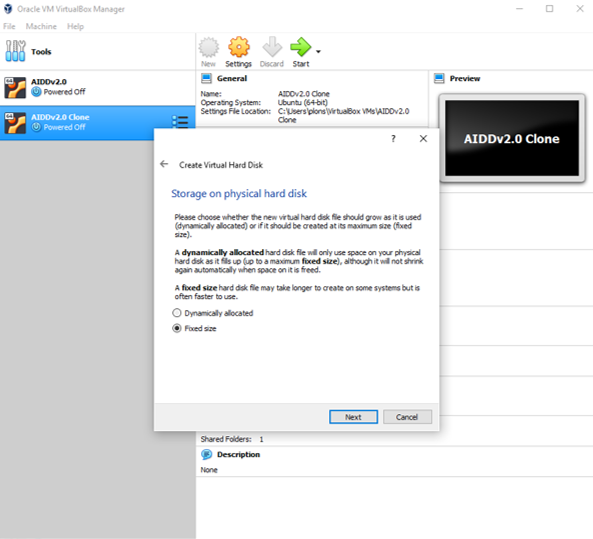 Oracle VM VirtualBox Manager
File Machine Help
Tools
New Settings Discard Start
64
AIDDv2.0
Powered Off
64
AIDDv2.0 Clone
Powered Off
General
Name: AIDDv2.0 Clone
Operating System: Ubuntu (64-bit)
Settings File Location: C:\Users\plons\VirtualBox VMs\AIDDv2.0
Clone
Preview
AIDDv2.0 Clone
?
Create Virtual Hard Disk
Storage on physical hard disk
Please choose whether the new virtual hard disk file should grow as it is used
(dynamically allocated) or if it should be created at its maximum size (fixed
size).
A dynamically allocated hard disk file will only use space on your physical
hard disk as it fills up (up to a maximum fixed size), although it will not shrink
again automatically when space on it is freed.
A fixed size hard disk file may take longer to create on some systems but is
often faster to use.
Dynamically allocated
Fixed size
Next Cancel
Shared Folders: 1
Description
None